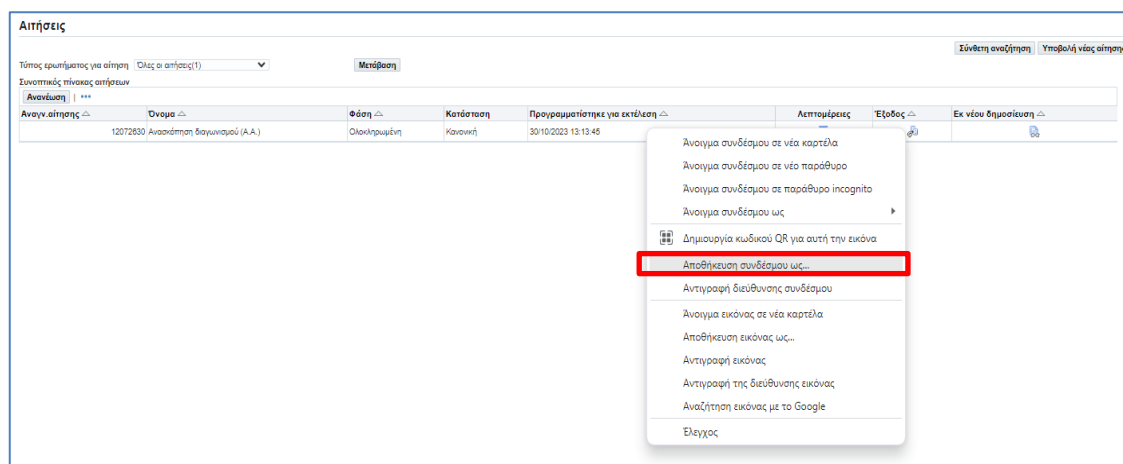 Αιτήσεις
Σύνθετη αναζήτηση Υποβολή νέας αίτησης
Τύπος ερωτήματος για αίτηση Όλες οι αιτήσεις(1) Μετάβαση
Συνοπτικός πίνακας αιτήσεων
Ανανέωση | •••
Αναγν.αίτησης Όνομα Φάση Κατάσταση Προγραμματίστηκε για εκτέλεση Λεπτομέρειες Έξοδος Εκ νέου δημοσίευση
12072630 Ανασκόπηση διαγωνισμού (Α.Α.) Ολοκληρωμένη Κανονική 30/10/2023 13:13:45
Άνοιγμα συνδέσμου σε νέα καρτέλα
Άνοιγμα συνδέσμου σε νέο παράθυρο
Άνοιγμα συνδέσμου σε παράθυρο incognito
Άνοιγμα συνδέσμου ως
Δημιουργία κωδικού QR για αυτή την εικόνα
Αποθήκευση συνδέσμου ως...
Αντιγραφή διεύθυνσης συνδέσμου
Άνοιγμα εικόνας σε νέα καρτέλα
Αποθήκευση εικόνας ως...
Αντιγραφή εικόνας
Αντιγραφή της διεύθυνσης εικόνας
Αναζήτηση εικόνας με το Google
Έλεγχος